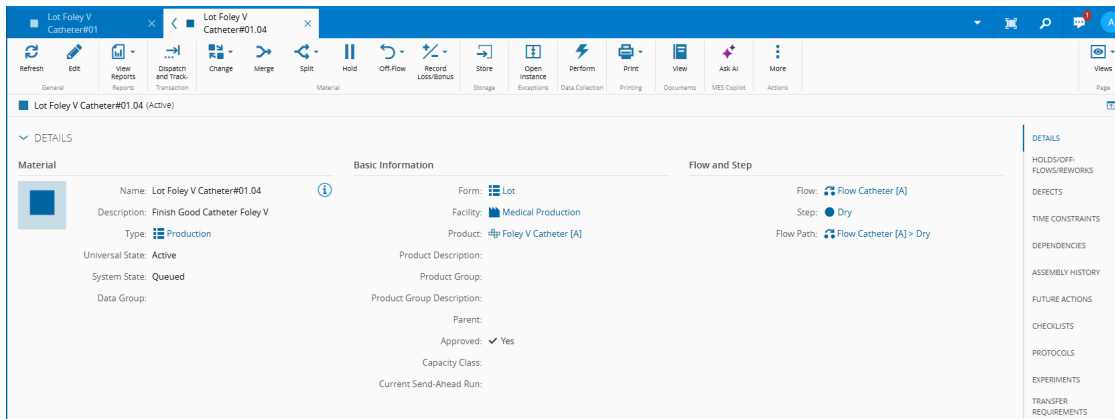 Lot Foley V
Catheter#01
Lot Foley V
Catheter#01.04
1
A
Refresh
Edit
View
Reports
Dispatch
and Track-
Change
Merge
Split
Hold
Off-Flow
Record
Loss/Bonus
Store
Open
Instance
Perform
Print
View
Ask AI
More
Views
General
Reports
Transaction
Material
Storage
Exceptions
Data Collection
Printing
Documents
MES Copilot
Actions
Page
Lot Foley V Catheter#01.04 (Active)
DETAILS
Material
Name: Lot Foley V Catheter#01.04
Description: Finish Good Catheter Foley V
Type: Production
Universal State: Active
System State: Queued
Data Group:
Basic Information
Form: Lot
Facility: Medical Production
Product: Foley V Catheter [A]
Product Description:
Product Group:
Product Group Description:
Parent:
Approved: Yes
Capacity Class:
Current Send-Ahead Run:
Flow and Step
Flow: Flow Catheter [A]
Step: Dry
Flow Path: Flow Catheter [A] > Dry
DETAILS
HOLDS/OFF-
FLOWS/REWORKS
DEFECTS
TIME CONSTRAINTS
DEPENDENCIES
ASSEMBLY HISTORY
FUTURE ACTIONS
CHECKLISTS
PROTOCOLS
EXPERIMENTS
TRANSFER
REQUIREMENTS